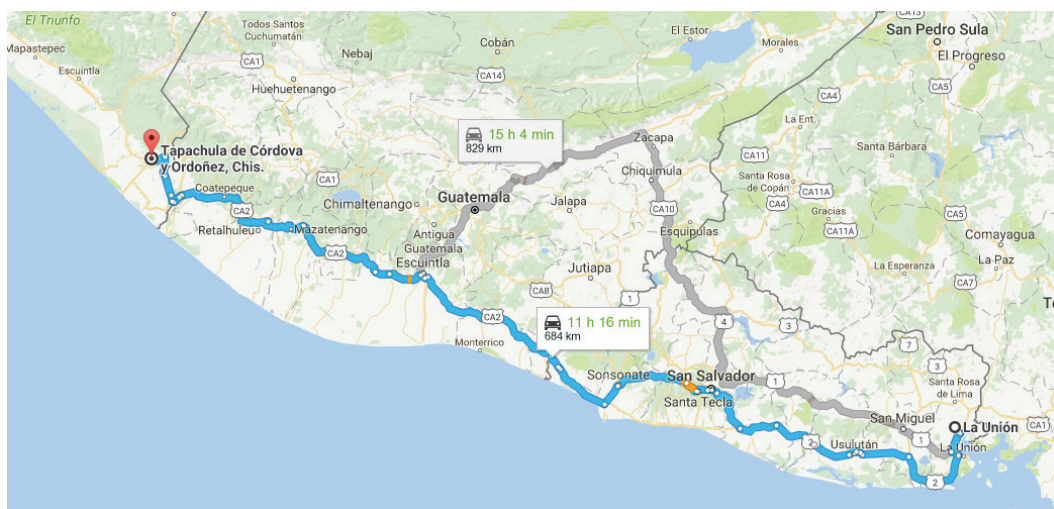 El Triunfo
Mapastepec
Escuintla
Todos Santos
Cuchumatán
Nebaj
Cobán
El Estor
Morales
CA13
San Pedro Sula
El Progreso
CA1
CA14
CA5
Huehuetenango
CA4
La Ent.
Santa Bárbara
15 h 4 min
829 km
Zacapa
Tapachula de Córdova
y Ordoñez, Chis.
CA11
Chiquimula
Santa Rosa
de Copán
CA11A
CA4
Coatepeque
CA1
Guatemala
Jalapa
Chimaltenango
CA2
CA10
Gracias
CA5
Retalhuleu
Mazatenango
Antigua
Guatemala
Esquipulas
CA11A
Comayagua
CA2
Escuintla
La Esperanza
La Paz
Jutiapa
CA7
CA8
1
CA2
11 h 16 min
684 km
4
3
3
7
Monterrico
Sonsonate
San Salvador
1
Santa Rosa
de Lima
Santa Tecla
San Miguel
La Unión
CA1
2
Usulután
1
La Unión
2